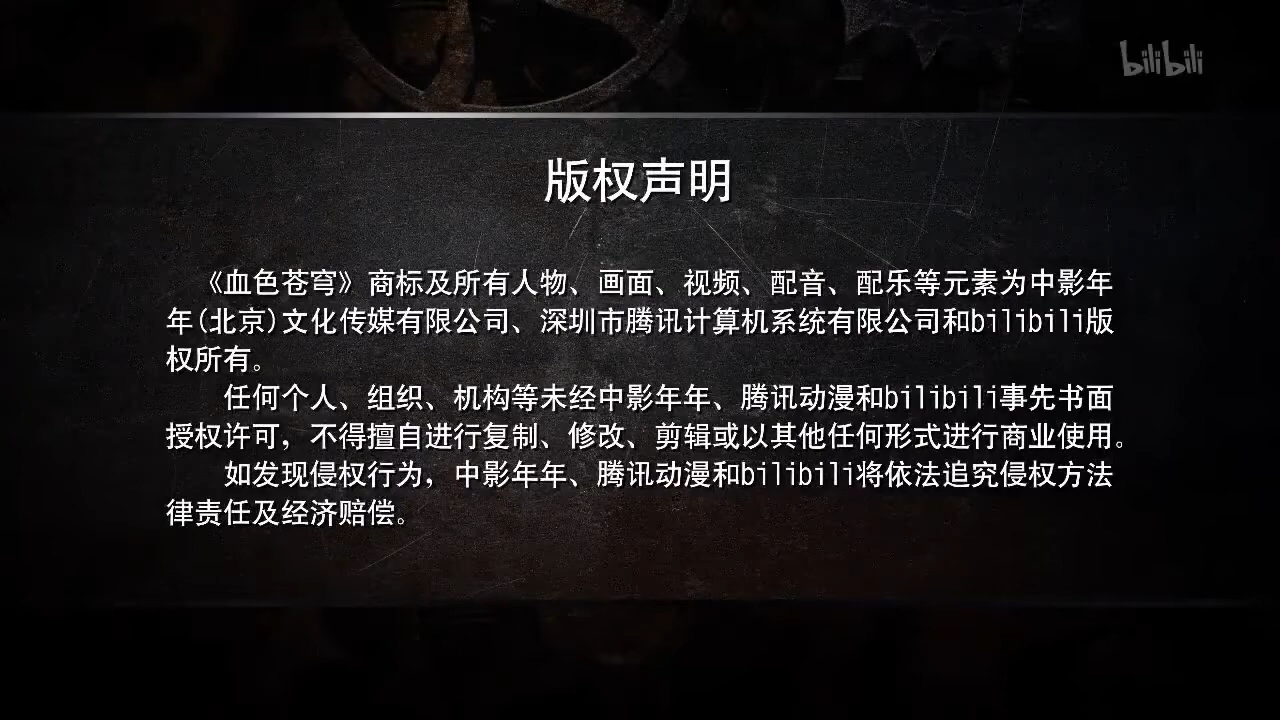 bilibili
版权声明
《血色苍穹》商标及所有人物、画面、视频、配音、配乐等元素为中影年
年(北京)文化传媒有限公司、深圳市腾讯计算机系统有限公司和bilibili版
权所有。
任何个人、组织、机构等未经中影年年、腾讯动漫和bilibili事先书面
授权许可，不得擅自进行复制、修改、剪辑或以其他任何形式进行商业使用。
如发现侵权行为，中影年年、腾讯动漫和bilibili将依法追究侵权方法
律责任及经济赔偿。